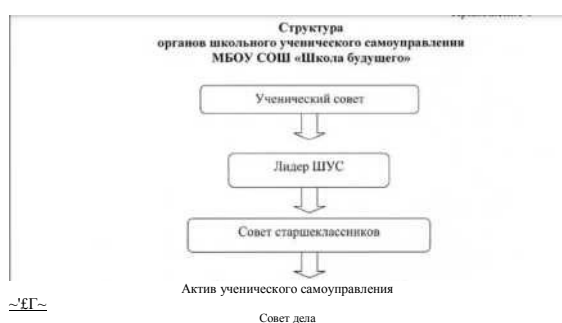 Структура
органов школьного ученического самоуправления
МБОУ СОШ «Школа будущего»
Ученический совет
Лидер ШУС
Совет старшеклассников
Актив ученического самоуправления
~'£Г~
Совет дела